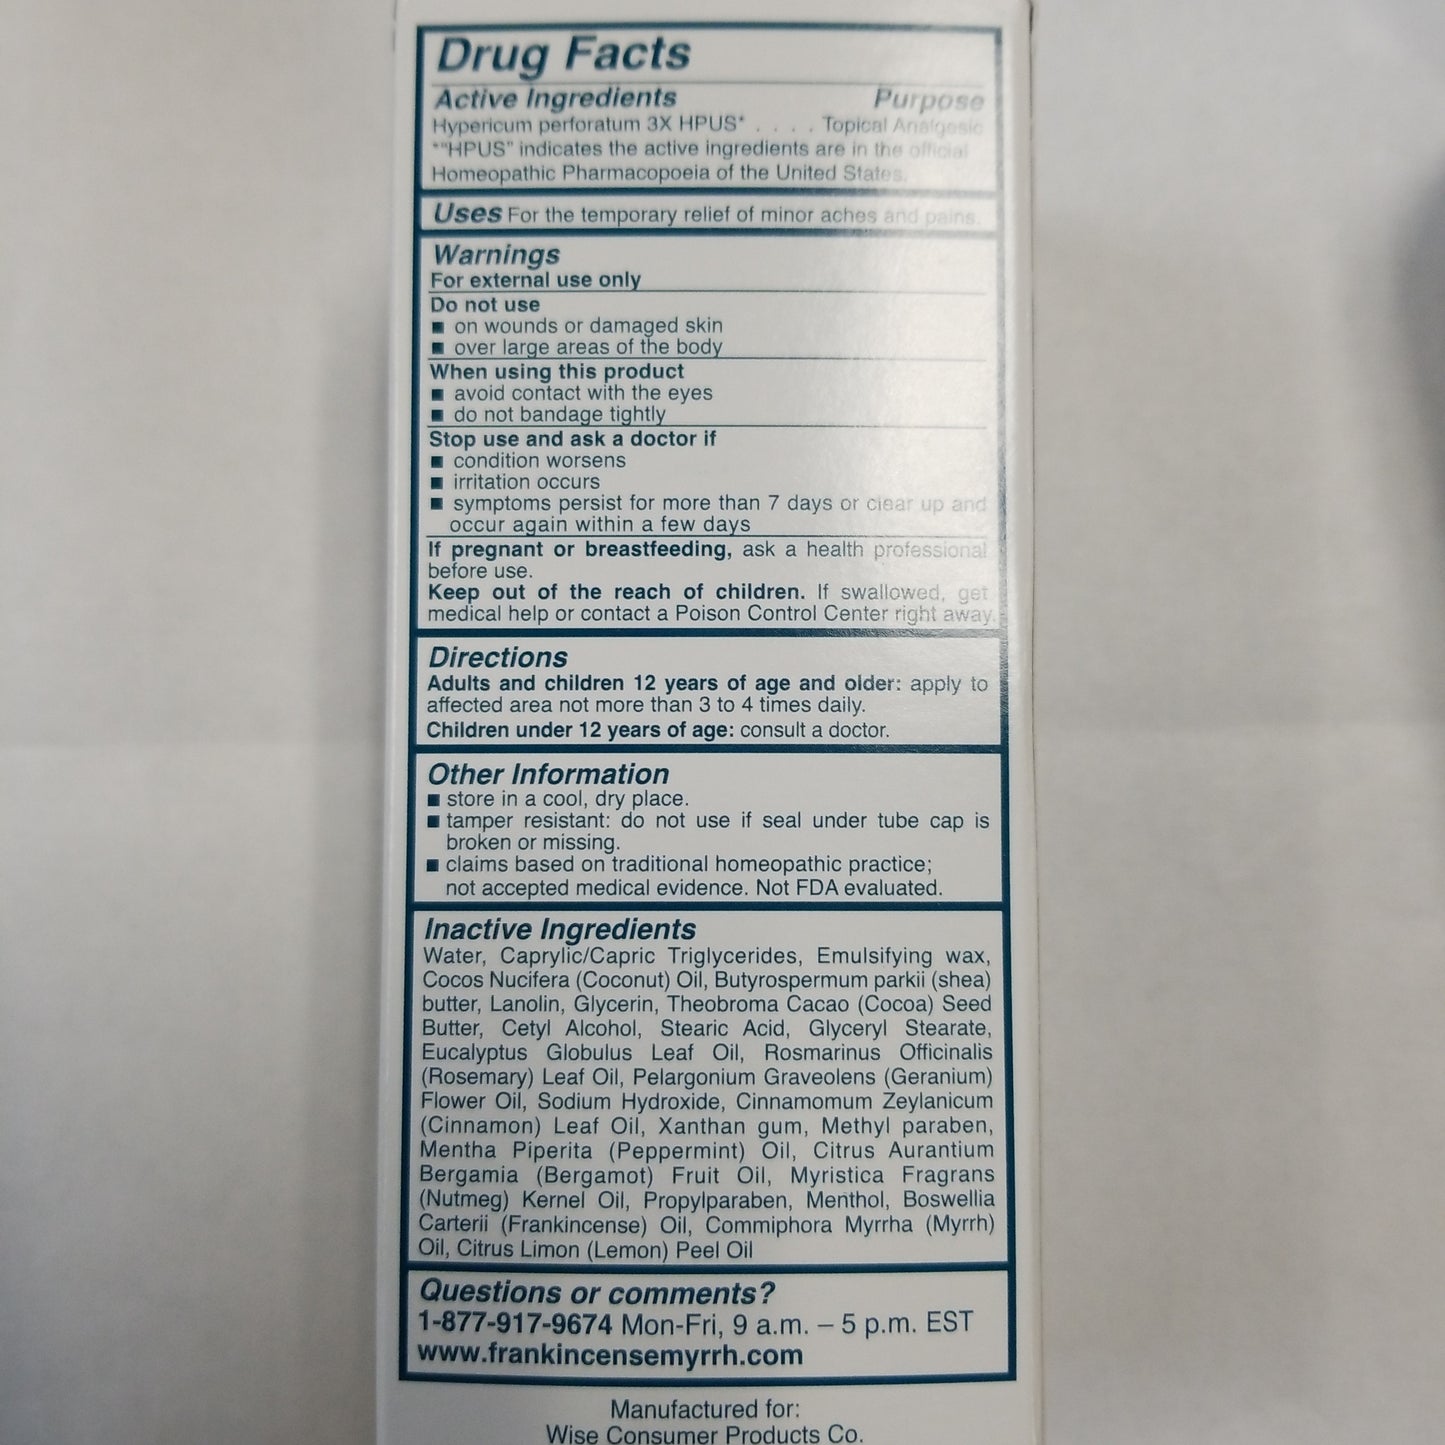 Drug Facts
Active Ingredients Purpose
Hypericum perforatum 3X HPUS* . . . . Topical Analgesic
*"HPUS" indicates the active ingredients are in the official
Homeopathic Pharmacopoeia of the United States.
Uses For the temporary relief of minor aches and pains.
Warnings
For external use only
Do not use
■ on wounds or damaged skin
■ over large areas of the body
When using this product
■ avoid contact with the eyes
■ do not bandage tightly
Stop use and ask a doctor if
■ condition worsens
■ irritation occurs
■ symptoms persist for more than 7 days or clear up and
occur again within a few days
If pregnant or breastfeeding, ask a health professional
before use.
Keep out of the reach of children. If swallowed, get
medical help or contact a Poison Control Center right away.
Directions
Adults and children 12 years of age and older: apply to
affected area not more than 3 to 4 times daily.
Children under 12 years of age: consult a doctor.
Other Information
■ store in a cool, dry place.
■ tamper resistant: do not use if seal under tube cap is
broken or missing.
■ claims based on traditional homeopathic practice;
not accepted medical evidence. Not FDA evaluated.
Inactive Ingredients
Water, Caprylic/Capric Triglycerides, Emulsifying wax,
Cocos Nucifera (Coconut) Oil, Butyrospermum parkii (shea)
butter, Lanolin, Glycerin, Theobroma Cacao (Cocoa) Seed
Butter, Cetyl Alcohol, Stearic Acid, Glyceryl Stearate,
Eucalyptus Globulus Leaf Oil, Rosmarinus Officinalis
(Rosemary) Leaf Oil, Pelargonium Graveolens (Geranium)
Flower Oil, Sodium Hydroxide, Cinnamomum Zeylanicum
(Cinnamon) Leaf Oil, Xanthan gum, Methyl paraben,
Mentha Piperita (Peppermint) Oil, Citrus Aurantium
Bergamia (Bergamot) Fruit Oil, Myristica Fragrans
(Nutmeg) Kernel Oil, Propylparaben, Menthol, Boswellia
Carterii (Frankincense) Oil, Commiphora Myrrha (Myrrh)
Oil, Citrus Limon (Lemon) Peel Oil
Questions or comments?
1-877-917-9674 Mon-Fri, 9 a.m. – 5 p.m. EST
www.frankincensemyrrh.com
Manufactured for:
Wise Consumer Products Co.